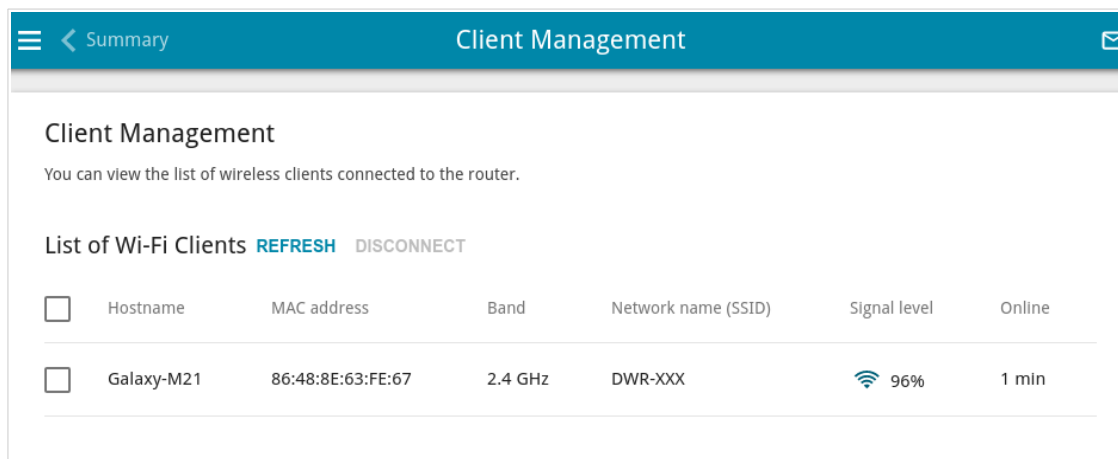 Summary
Client Management
Client Management
You can view the list of wireless clients connected to the router.
List of Wi-Fi Clients REFRESH DISCONNECT
Hostname MAC address Band Network name (SSID) Signal level Online
Galaxy-M21 86:48:8E:63:FE:67 2.4 GHz DWR-XXX 96% 1 min